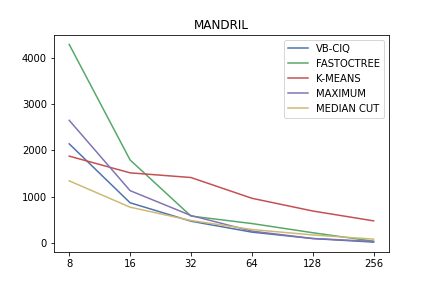 MANDRIL
VB-CIQ
FASTOCTREE
K-MEANS
MAXIMUM
MEDIAN CUT
4000
3000
2000
1000
0
8 16 32 64 128 256